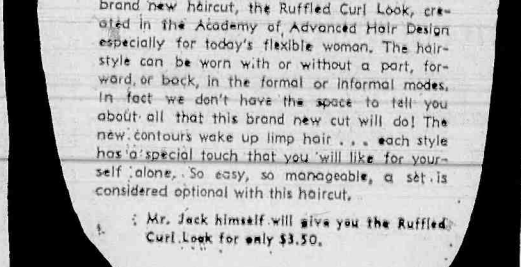 brand new haircut, the Ruffled Curl Look, cre-
ated in the Academy of Advanced Hair Design
especially for today's flexible woman. The hair-
style can be worn with or without a part, for-
ward or back, in the formal or informal modes.
In fact we don't have the space to tell you
about all that this brand new cut will do! The
new contours wake up limp hair . . . each style
has a special touch that you will like for your-
self alone. So easy, so manageable, a set is
considered optional with this haircut.
Mr. Jack himself will give you the Ruffled
Curl Look for only $3.50.